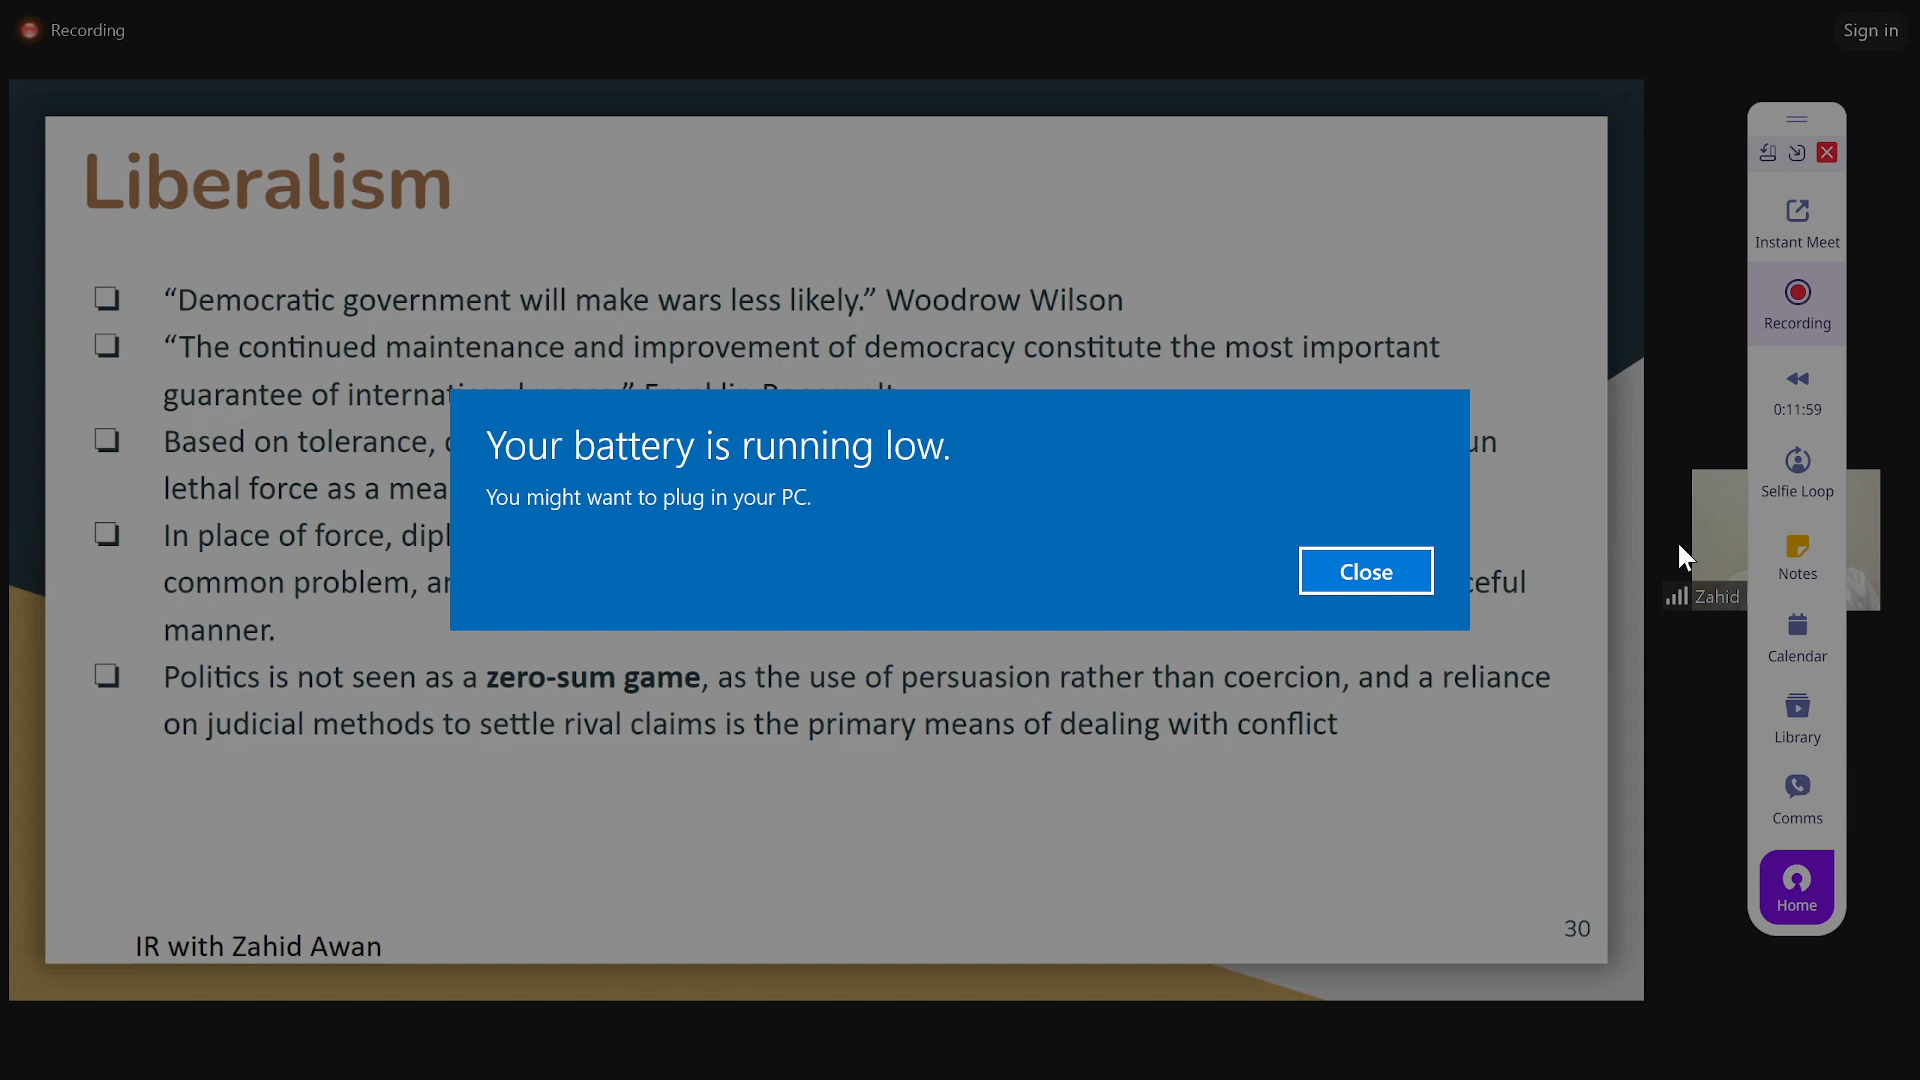 Recording
Sign in
Liberalism
“Democratic government will make wars less likely.” Woodrow Wilson
“The continued maintenance and improvement of democracy constitute the most important
guarantee of internat
Based on tolerance,
un
lethal force as a mea
In place of force, dipl
common problem, ar
ceful
manner.
Politics is not seen as a zero-sum game, as the use of persuasion rather than coercion, and a reliance
on judicial methods to settle rival claims is the primary means of dealing with conflict
IR with Zahid Awan
30
Your battery is running low.
You might want to plug in your PC.
Close
Zahid
Instant Meet
Recording
0:11:59
Selfie Loop
Notes
Calendar
Library
Comms
Home